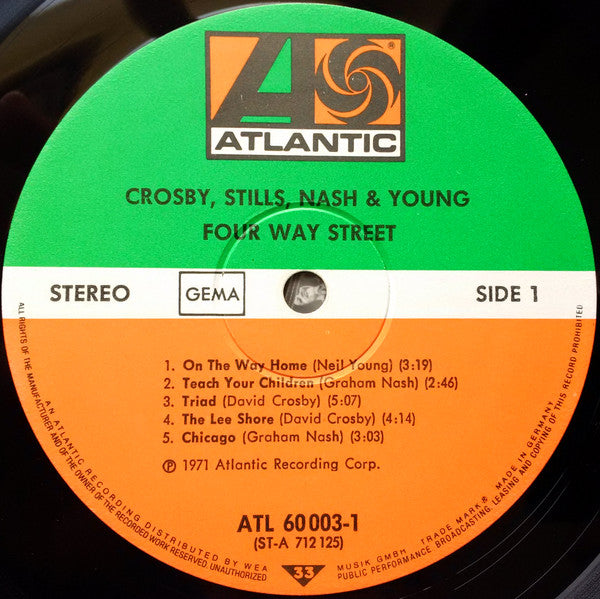 ®
ATLANTIC
CROSBY, STILLS, NASH & YOUNG
FOUR WAY STREET
STEREO
GEMA
SIDE 1
1. On The Way Home (Neil Young) (3:19)
2. Teach Your Children (Graham Nash) (2:46)
3. Triad (David Crosby) (5:07)
4. The Lee Shore (David Crosby) (4:14)
5. Chicago (Graham Nash) (3:03)
℗ 1971 Atlantic Recording Corp.
ATL 60 003-1
(ST-A 712 125)
33
ALL RIGHTS OF THE MANUFACTURER AND OF THE OWNER OF THE RECORDED WORK RESERVED. UNAUTHORIZED PUBLIC PERFORMANCE, BROADCASTING, LEASING AND COPYING OF THIS RECORD PROHIBITED
AN ATLANTIC RECORDING DISTRIBUTED BY WEA MUSIK GMBH . TRADE MARK® MADE IN GERMANY